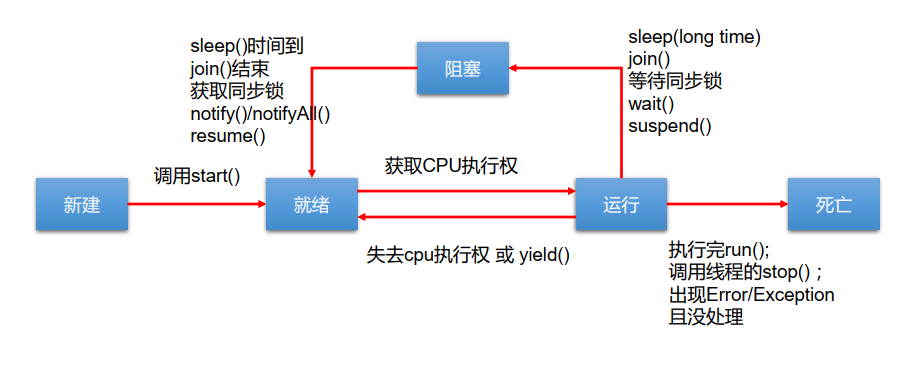 sleep()时间到
join()结束
获取同步锁
notify()/notifyAll()
resume()
阻塞
sleep(long time)
join()
等待同步锁
wait()
suspend()
新建
调用start()
就绪
获取CPU执行权
失去cpu执行权 或 yield()
运行
死亡
执行完run();
调用线程的stop()；
出现Error/Exception
且没处理